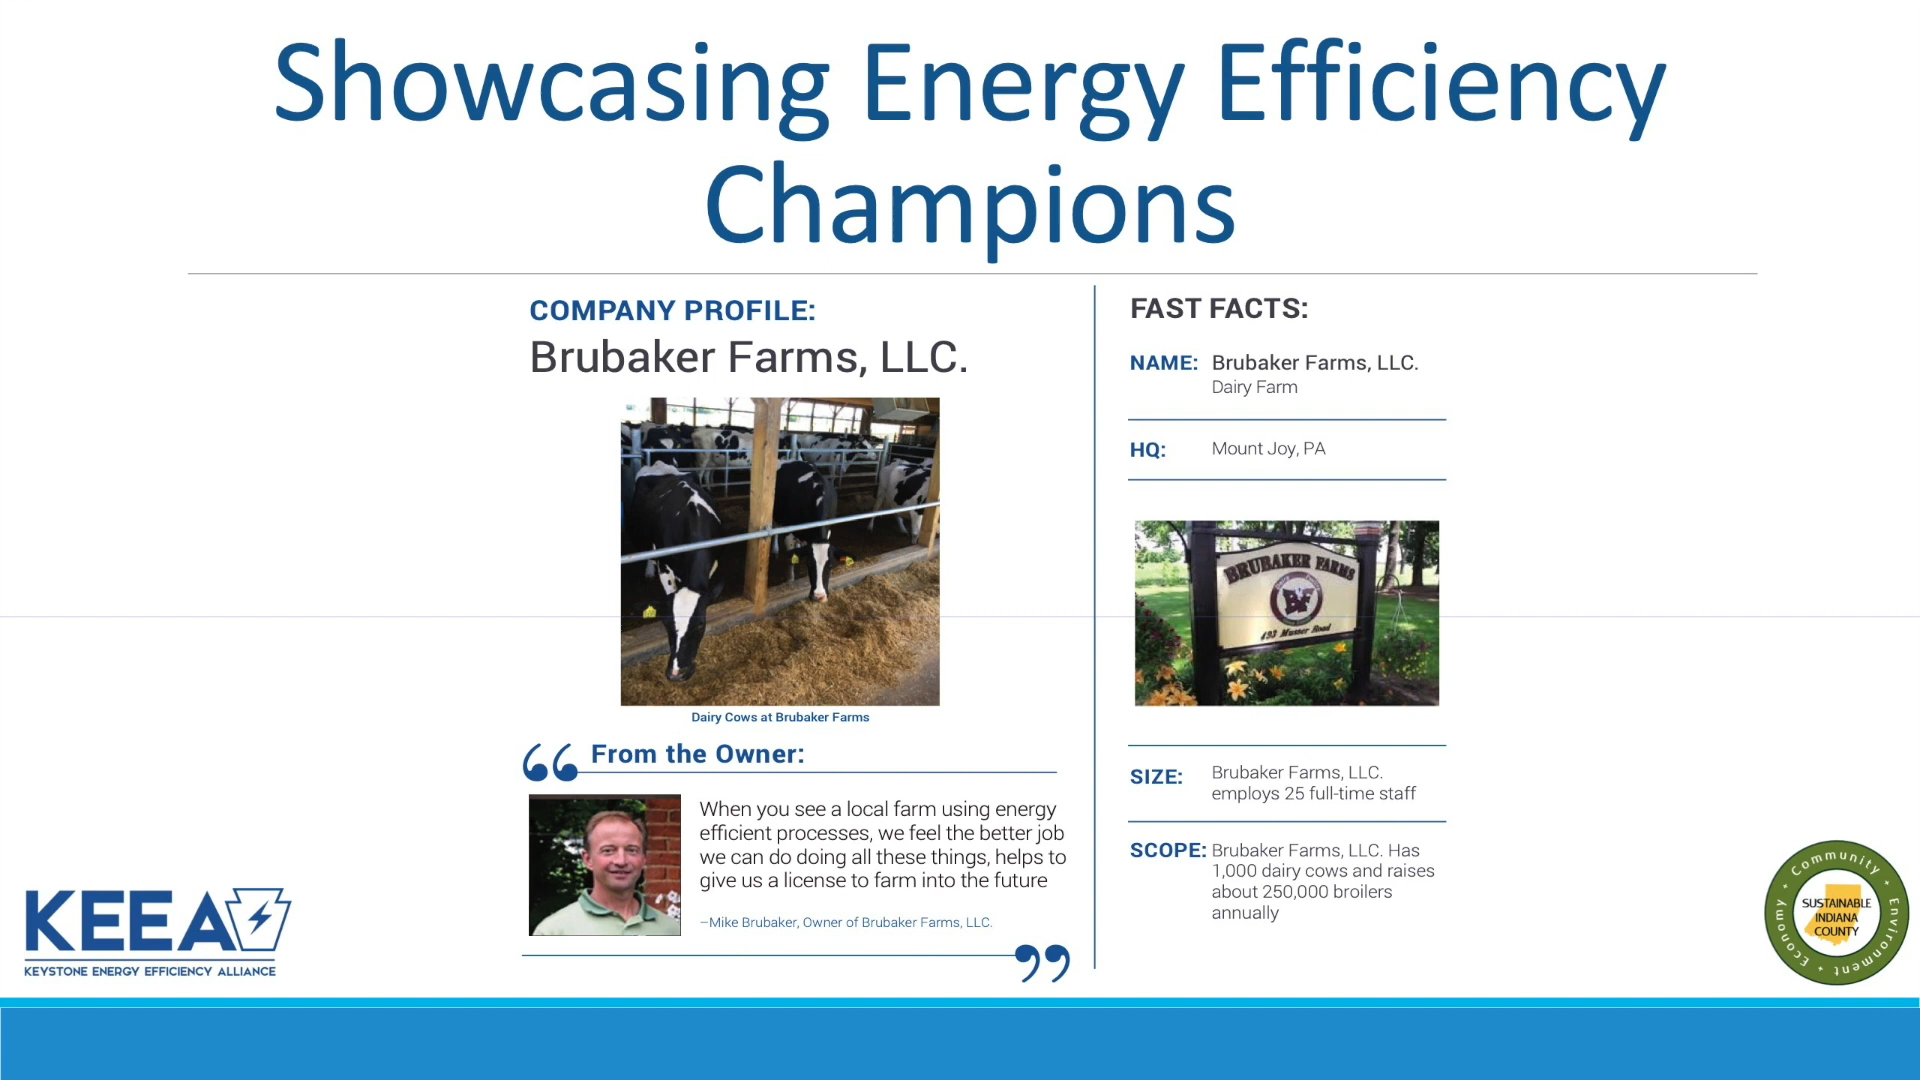 Showcasing Energy Efficiency
Champions
COMPANY PROFILE:
Brubaker Farms, LLC.
Dairy Cows at Brubaker Farms
“ From the Owner:
When you see a local farm using energy
efficient processes, we feel the better job
we can do doing all these things, helps to
give us a license to farm into the future
–Mike Brubaker, Owner of Brubaker Farms, LLC.
”
FAST FACTS:
NAME: Brubaker Farms, LLC.
Dairy Farm
HQ: Mount Joy, PA
BRUBAKER FARMS
BF
493 Musser Road
SIZE: Brubaker Farms, LLC.
employs 25 full-time staff
SCOPE: Brubaker Farms, LLC. Has
1,000 dairy cows and raises
about 250,000 broilers
annually
KEEA
KEYSTONE ENERGY EFFICIENCY ALLIANCE
Community + Environment + Economy +
SUSTAINABLE
INDIANA
COUNTY